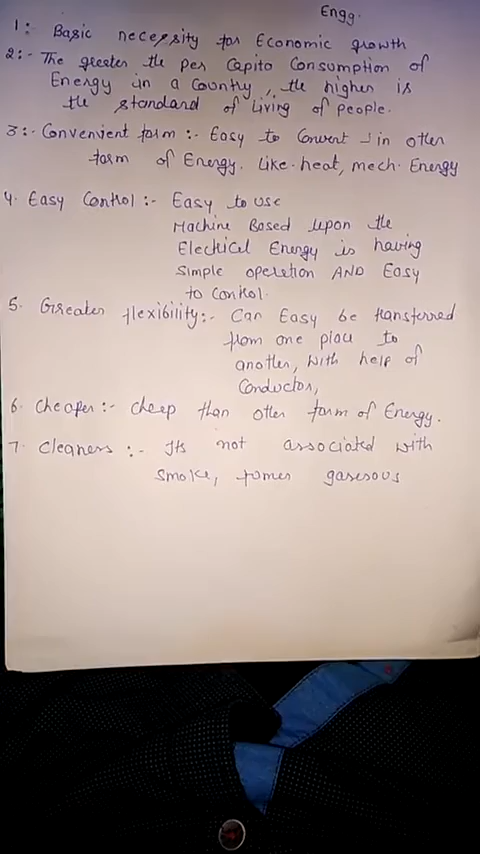 Engg.
1:- Basic necessity for Economic growth
2:- The greater the per Capita Consumption of
Energy in a Country, the higher is
the standard of living of people.
3:- Convenient form :- Easy to Convert in other
form of Energy. Like heat, mech. Energy
4. Easy Control :- Easy to use
Machine Based upon the
Electrical Energy is having
simple operation AND Easy
to Control.
5. Greater flexibility:- Can Easy be transferred
from one place to
another, with help of
Conductor,
6. Cheaper :- cheep than other form of Energy.
7. Cleaners :- Its not associated with
smoke, fumes gaserous